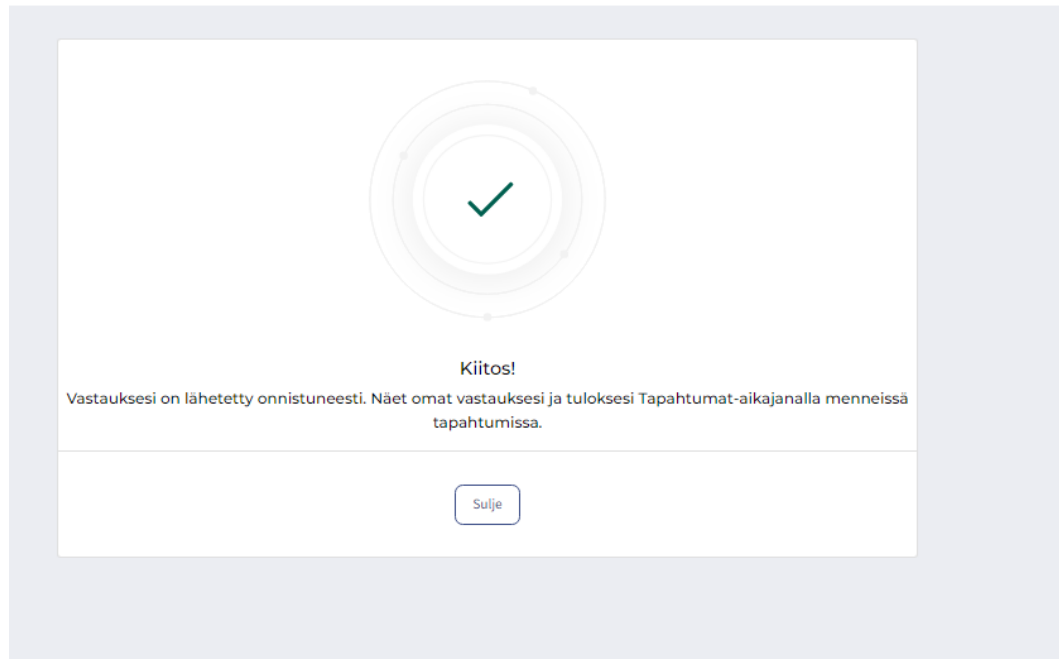 Kiitos!
Vastauksesi on lähetetty onnistuneesti. Näet omat vastauksesi ja tuloksesi Tapahtumat-aikajanalla menneissä
tapahtumissa.
Sulje